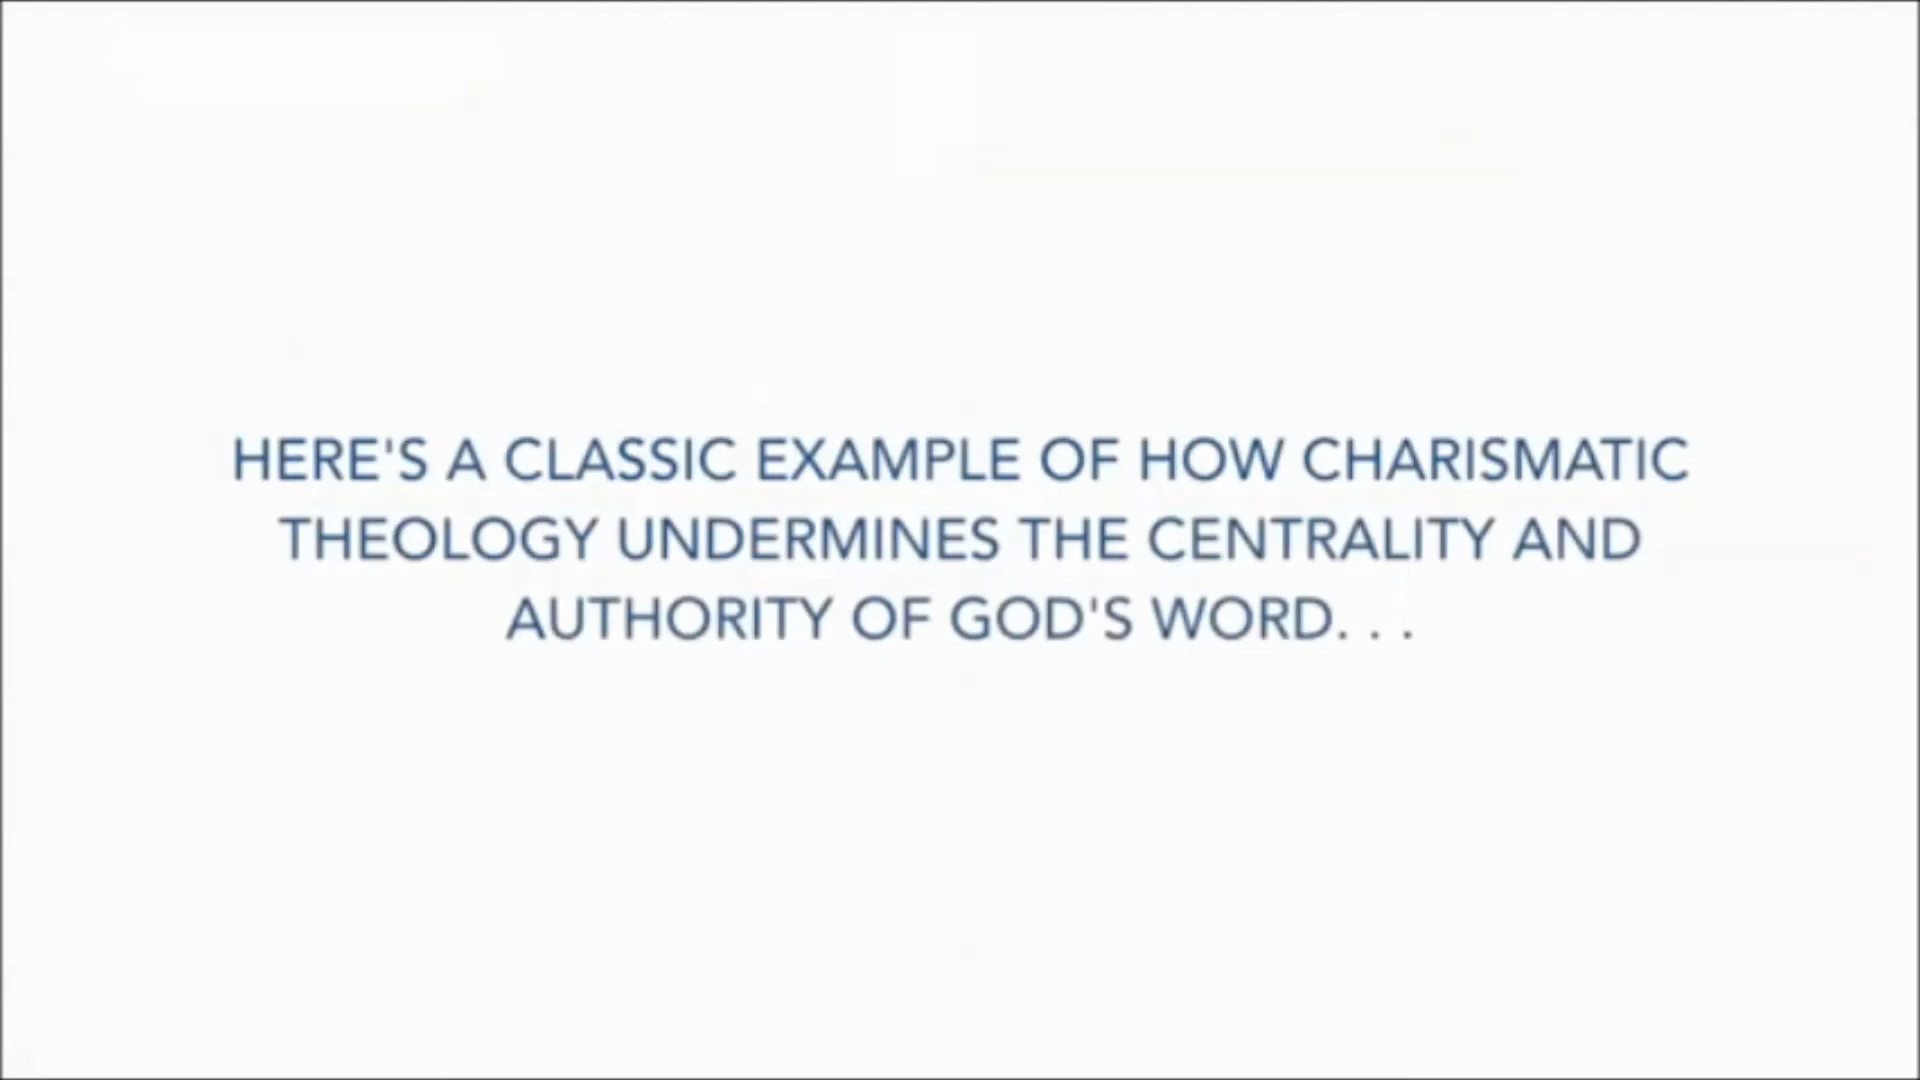 HERE'S A CLASSIC EXAMPLE OF HOW CHARISMATIC
THEOLOGY UNDERMINES THE CENTRALITY AND
AUTHORITY OF GOD'S WORD. . .